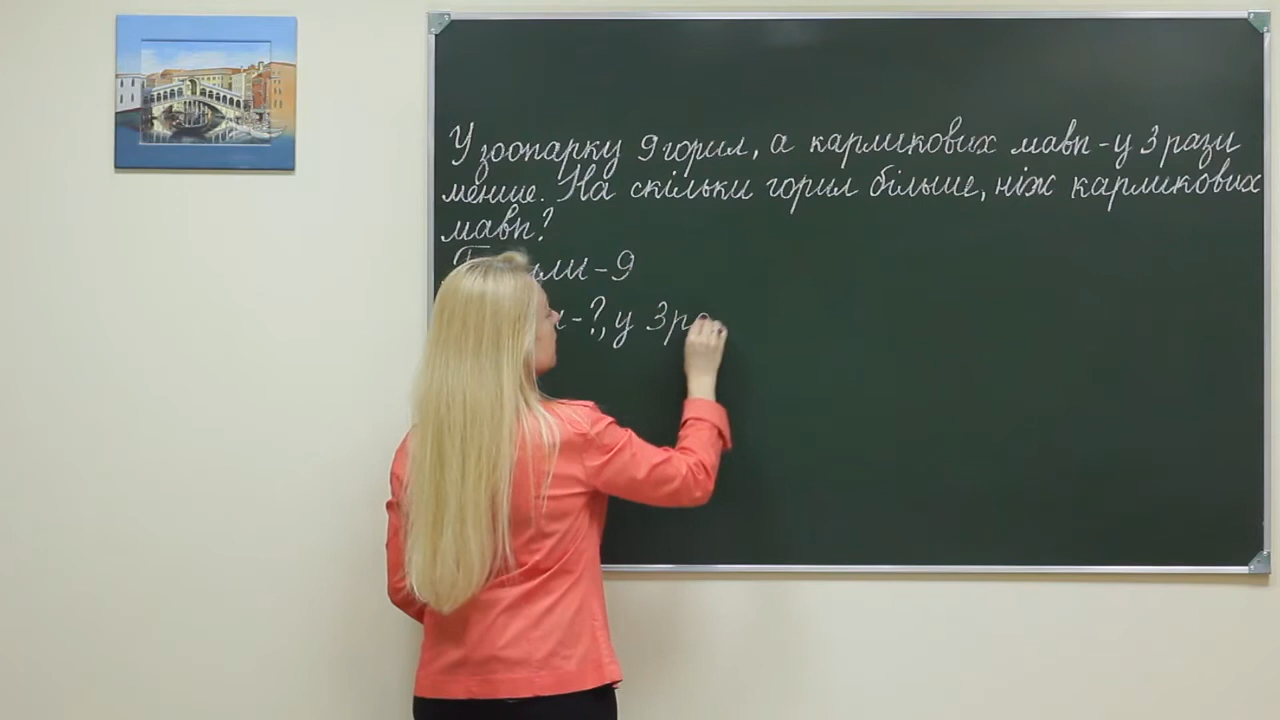 У зоопарку 9 горил, а карликових мавп - у 3 рази
менше. На скільки горил більше, ніж карликових
мавп?
- 9
- ?, у 3